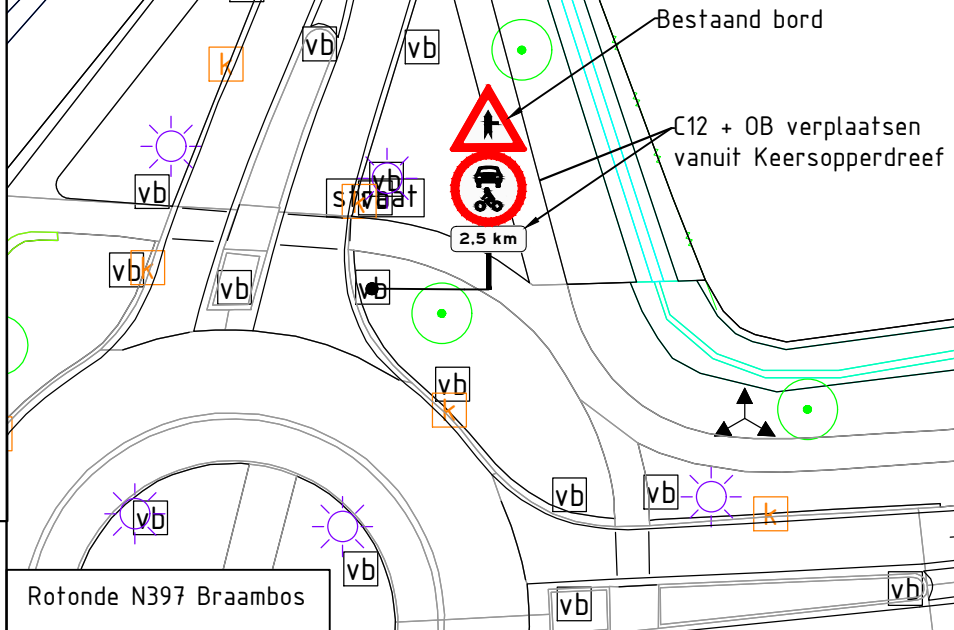 Bestaand bord
vb
vb
k
C12 + OB verplaatsen
vanuit Keersopperdreef
vb
vb
k
vb
straat
2,5 km
vb
k
vb
vb
vb
k
vb
vb
k
vb
vb
vb
vb
Rotonde N397 Braambos